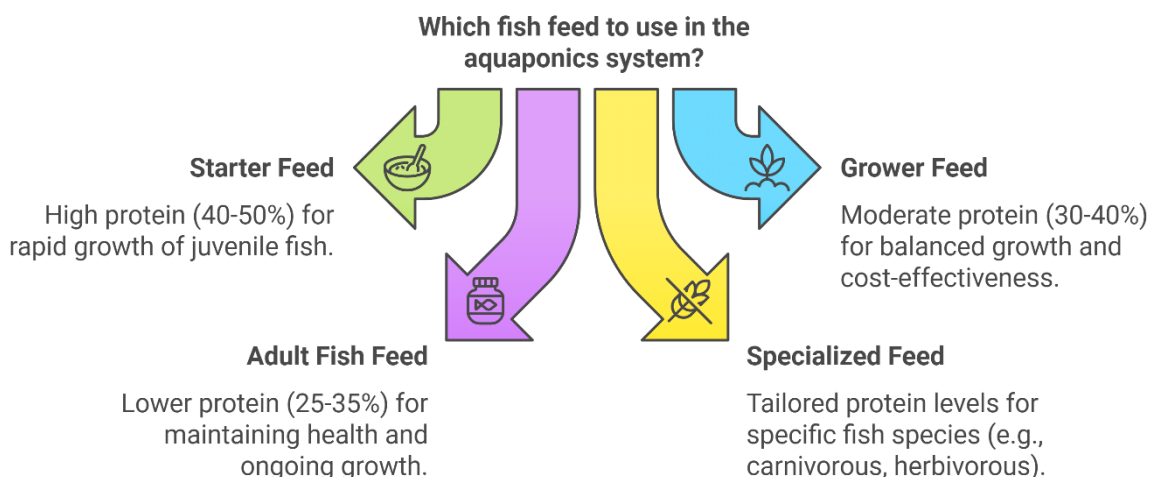 Which fish feed to use in the
aquaponics system?
Starter Feed
High protein (40-50%) for
rapid growth of juvenile fish.
Grower Feed
Moderate protein (30-40%)
for balanced growth and
cost-effectiveness.
Adult Fish Feed
Lower protein (25-35%) for
maintaining health and
ongoing growth.
Specialized Feed
Tailored protein levels for
specific fish species (e.g.,
carnivorous, herbivorous).